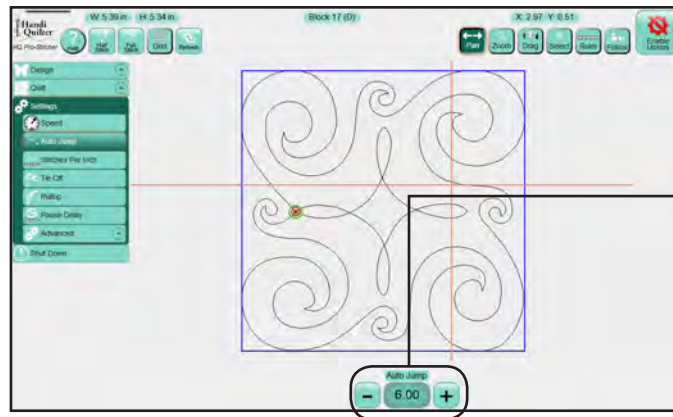 Handi
Quilter
HQ Pro-Stitcher
W: 5.39 in H: 5.34 in
Block 17 (D)
X: 2.97 Y: 0.51
Help
Half Stitch
Full Stitch
Grid
Refresh
Pan
Zoom
Drag
Select
Ruler
Follow
Enable Motors
Design
Quilt
Settings
Speed
Auto Jump
Stitches Per Inch
Tie Off
Pullup
Pause Delay
Advanced
Shut Down
Auto Jump
- 6.00 +